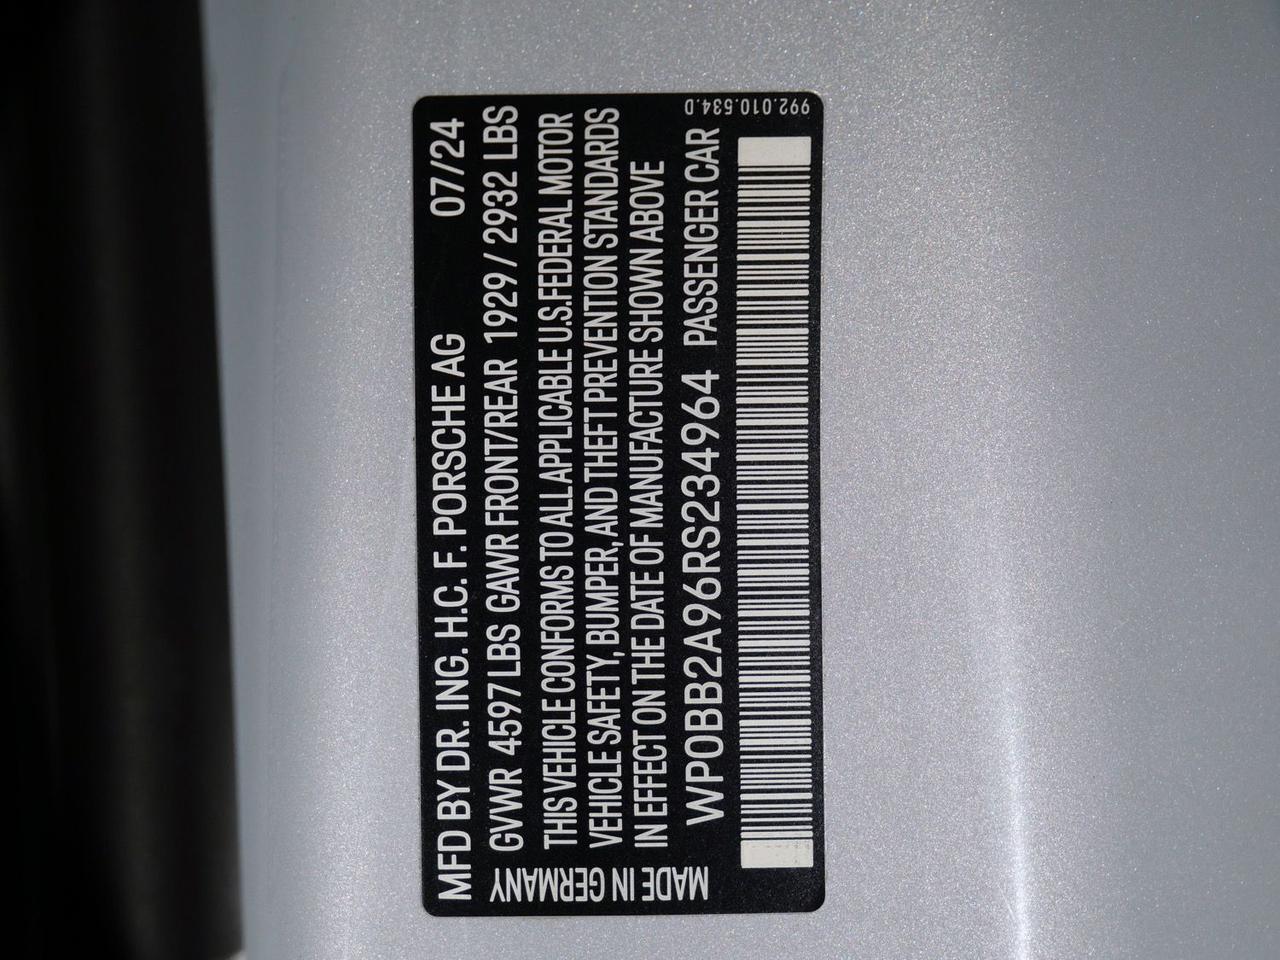 MFD BY DR. ING. H.C. F. PORSCHE AG 07/24
GVWR 4597 LBS GAWR FRONT/REAR 1929 / 2932 LBS
THIS VEHICLE CONFORMS TO ALL APPLICABLE U.S.FEDERAL MOTOR
VEHICLE SAFETY, BUMPER, AND THEFT PREVENTION STANDARDS
IN EFFECT ON THE DATE OF MANUFACTURE SHOWN ABOVE
WP0BB2A96RS234964 PASSENGER CAR
MADE IN GERMANY
992.010.534.D